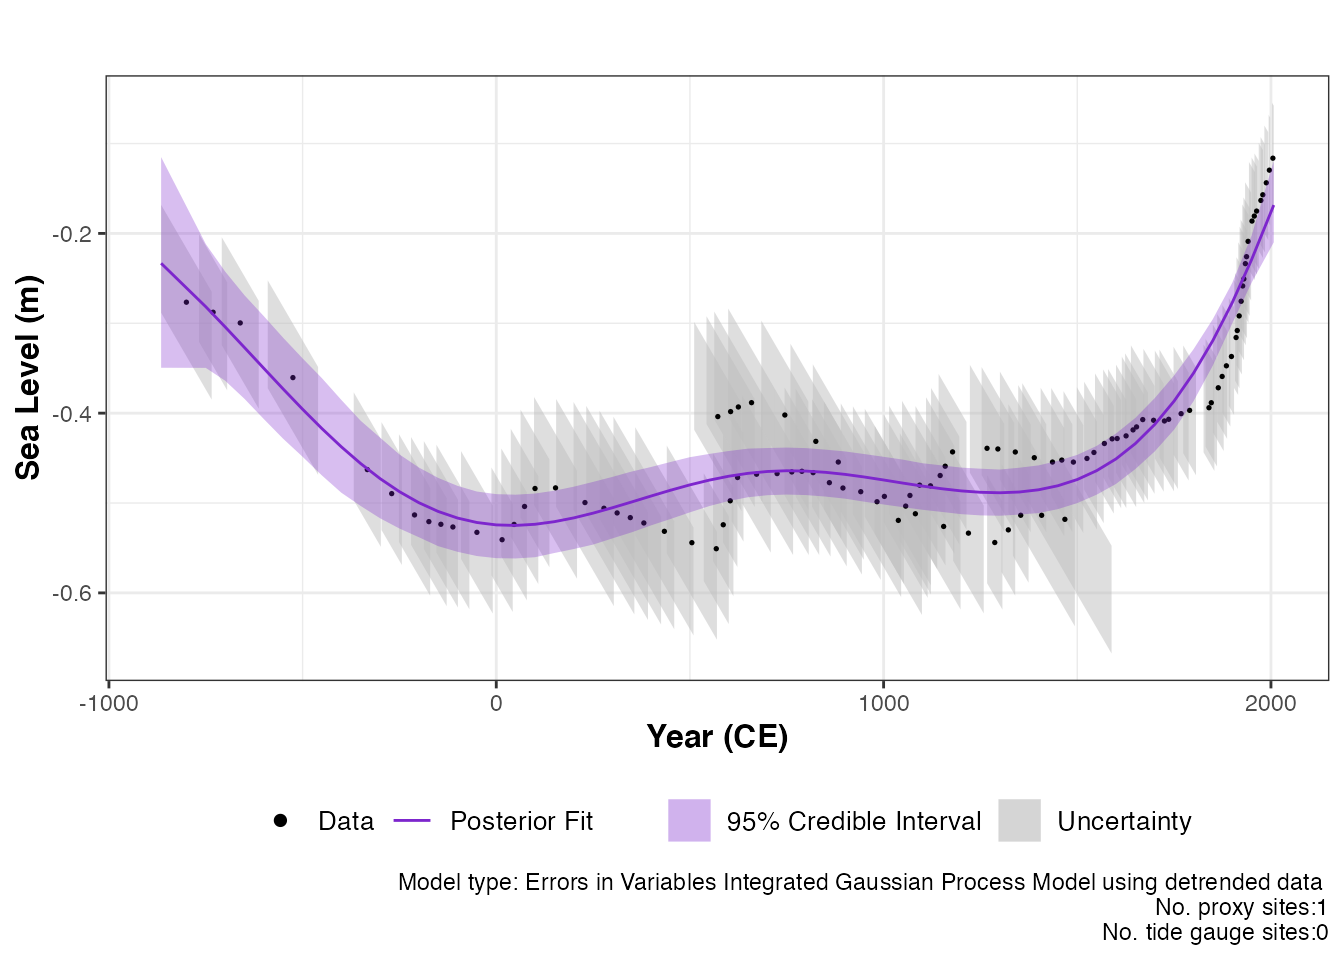 Sea Level (m)
-0.2
-0.4
-0.6
-1000
0
1000
2000
Year (CE)
Data
Posterior Fit
95% Credible Interval
Uncertainty
Model type: Errors in Variables Integrated Gaussian Process Model using detrended data
No. proxy sites:1
No. tide gauge sites:0